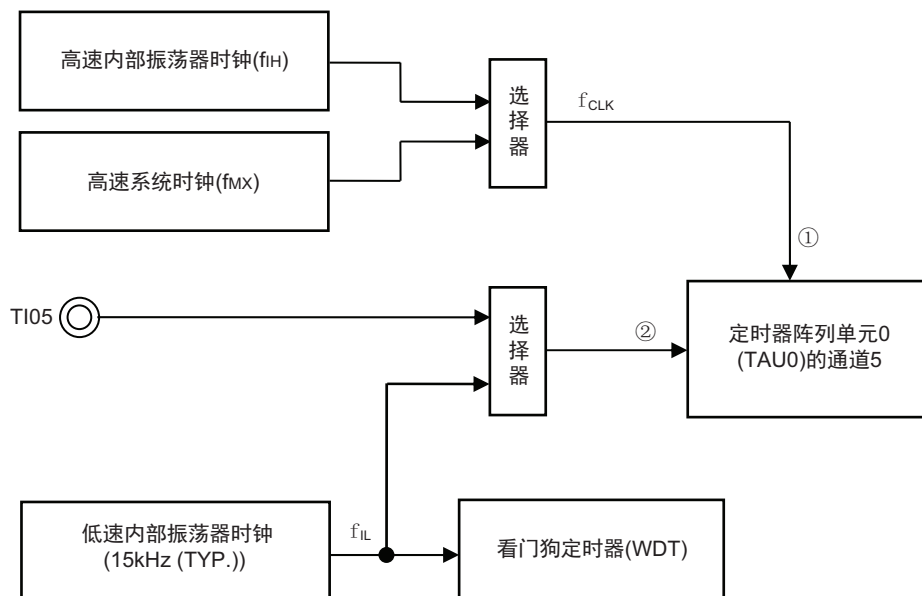 高速内部振荡器时钟(fIH)
选
择
器
fCLK
高速系统时钟(fMX)
①
TI05
选
择
器
②
定时器阵列单元0
(TAU0)的通道5
低速内部振荡器时钟
(15kHz (TYP.))
fIL
看门狗定时器(WDT)